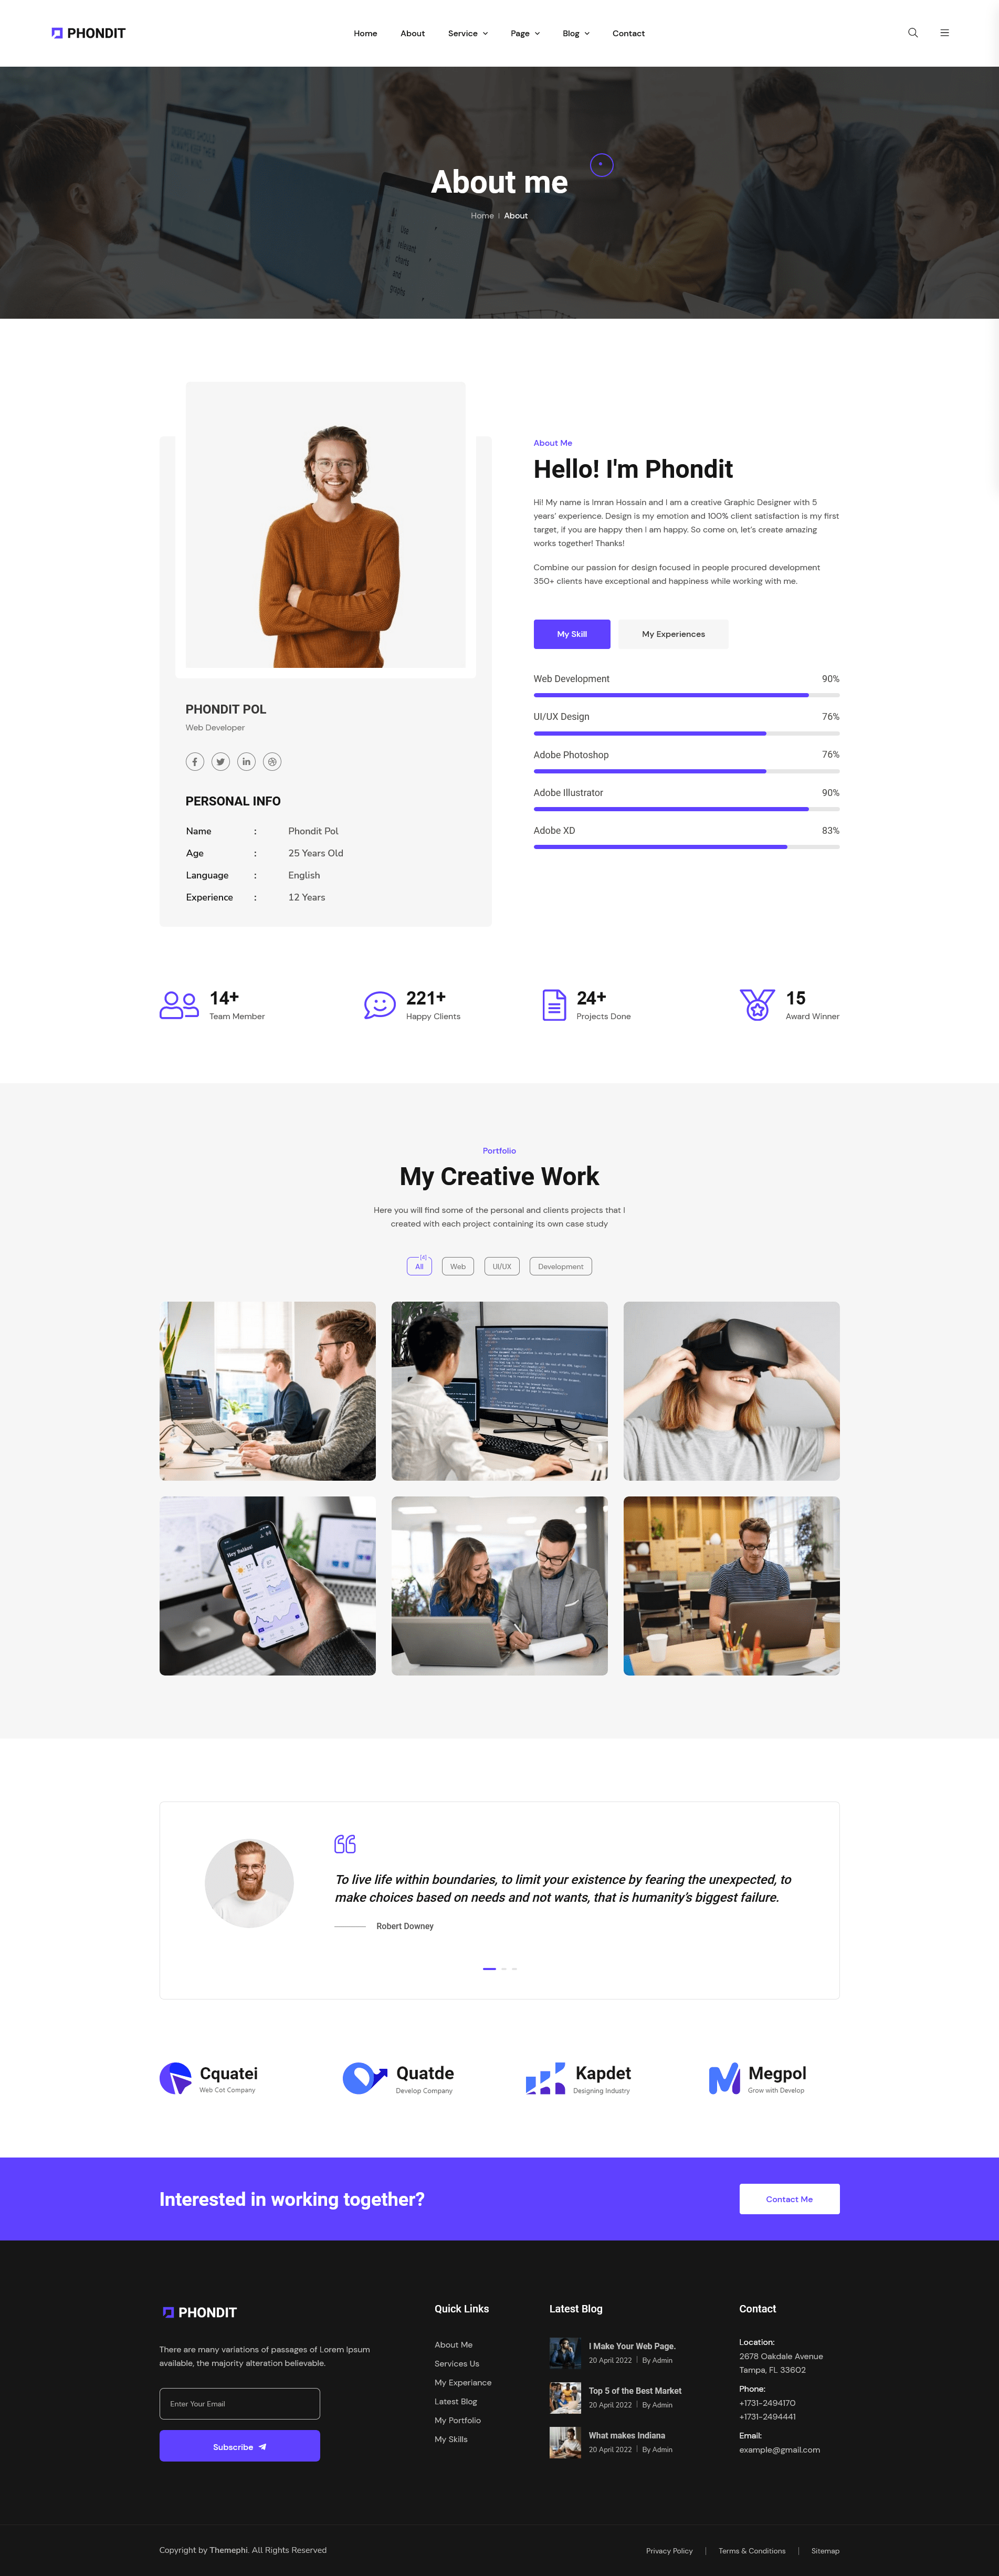 PHONDIT
Home About Service Page Blog Contact
About me
Home | About
About Me
Hello! I'm Phondit
Hi! My name is Imran Hossain and I am a creative Graphic Designer with 5
years' experience. Design is my emotion and 100% client satisfaction is my first
target, if you are happy then I am happy. So come on, let's create amazing
works together! Thanks!
Combine our passion for design focused in people procured development
350+ clients have exceptional and happiness while working with me.
My Skill My Experiences
Web Development 90%
UI/UX Design 76%
Adobe Photoshop 76%
Adobe Illustrator 90%
Adobe XD 83%
PHONDIT POL
Web Developer
PERSONAL INFO
Name : Phondit Pol
Age : 25 Years Old
Language : English
Experience : 12 Years
14+
Team Member
221+
Happy Clients
24+
Projects Done
15
Award Winner
Portfolio
My Creative Work
Here you will find some of the personal and clients projects that I
created with each project containing its own case study
All Web UI/UX Development
Hey Balázs!
To live life within boundaries, to limit your existence by fearing the unexpected, to
make choices based on needs and not wants, that is humanity's biggest failure.
Robert Downey
Cquatei
Web Cot Company
Quatde
Develop Company
Kapdet
Designing Industry
Megpol
Grow with Develop
Interested in working together?
Contact Me
PHONDIT
There are many variations of passages of Lorem Ipsum
available, the majority alteration believable.
Enter Your Email
Subscribe
Quick Links
About Me
Services Us
My Experiance
Latest Blog
My Portfolio
My Skills
Latest Blog
I Make Your Web Page.
20 April 2022 | By Admin
Top 5 of the Best Market
20 April 2022 | By Admin
What makes Indiana
20 April 2022 | By Admin
Contact
Location:
2678 Oakdale Avenue
Tampa, FL 33602
Phone:
+1731-2494170
+1731-2494441
Email:
example@gmail.com
Copyright by Themephi. All Rights Reserved
Privacy Policy | Terms & Conditions | Sitemap